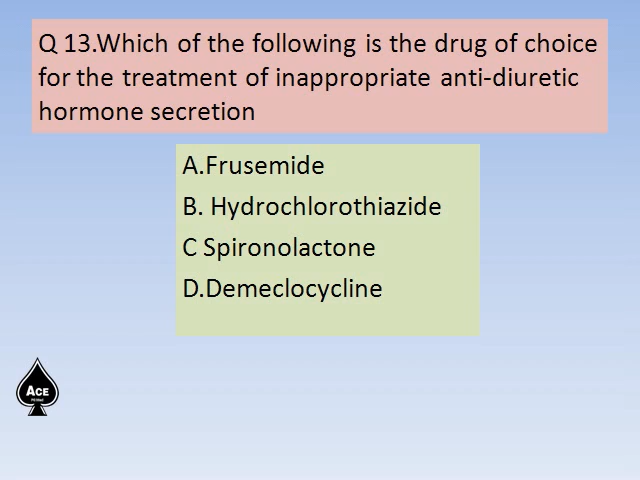 Q 13.Which of the following is the drug of choice
for the treatment of inappropriate anti-diuretic
hormone secretion
A.Frusemide
B. Hydrochlorothiazide
C Spironolactone
D.Demeclocycline
ACE